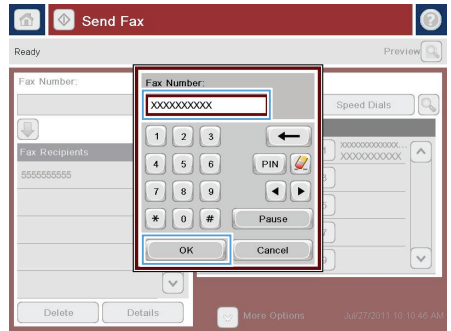 Send Fax
?
Ready
Preview
Fax Number:
Speed Dials
Fax Recipients
5555555555
Fax Number:
XXXXXXXXXX
1 2 3
4 5 6 PIN
7 8 9
* 0 # Pause
OK Cancel
XXXXXXXXXXXX...
XXXXXXXXXX
Delete
Details
More Options
Jul/27/2011 10:10:46 AM